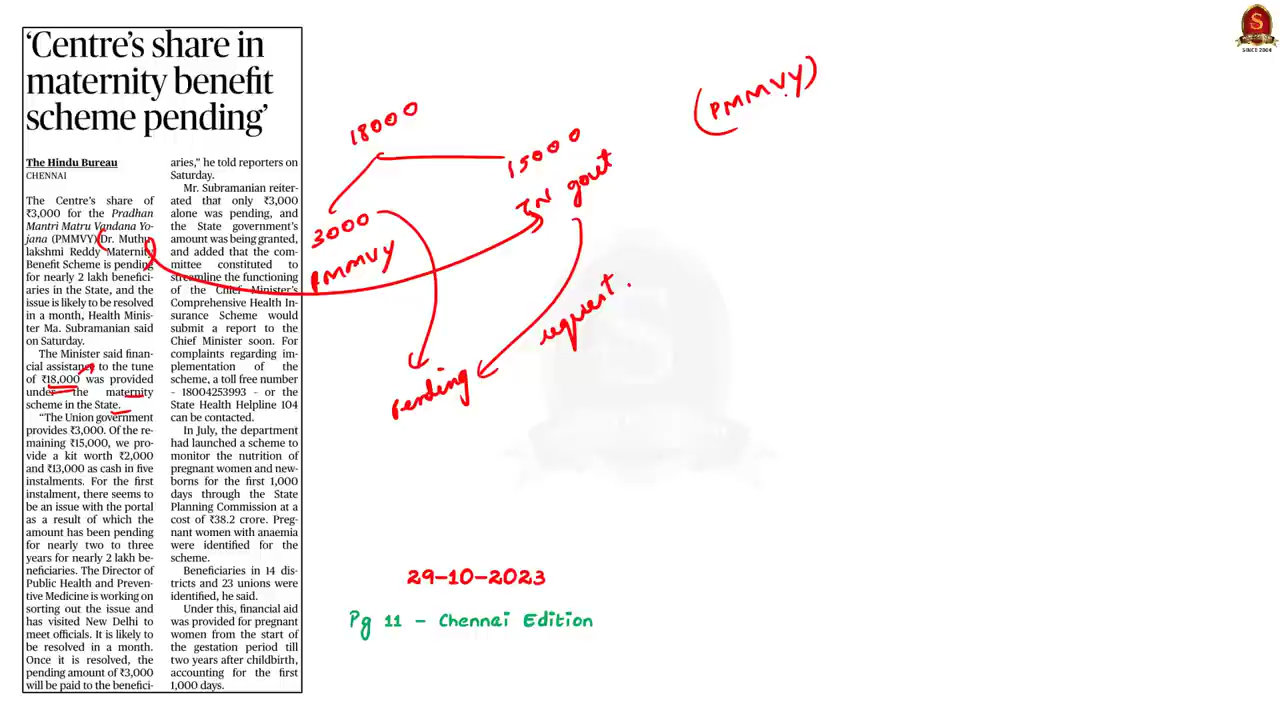 ‘Centre’s share in
maternity benefit
scheme pending’
The Hindu Bureau
CHENNAI
The Centre’s share of
₹3,000 for the Pradhan
Mantri Matru Vandana Yo-
jana (PMMVY) Dr. Muthu-
lakshmi Reddy Maternity
Benefit Scheme is pending
for nearly 2 lakh benefici-
aries in the State, and the
issue is likely to be resolved
in a month, Health Minis-
ter Ma. Subramanian said
on Saturday.
The Minister said finan-
cial assistance to the tune
of ₹18,000 was provided
under the maternity
scheme in the State.
“The Union government
provides ₹3,000. Of the re-
maining ₹15,000, we pro-
vide a kit worth ₹2,000
and ₹13,000 as cash in five
instalments. For the first
instalment, there seems to
be an issue with the portal
as a result of which the
amount has been pending
for nearly two to three
years for nearly 2 lakh be-
neficiaries. The Director of
Public Health and Preven-
tive Medicine is working on
sorting out the issue and
has visited New Delhi to
meet officials. It is likely to
be resolved in a month.
Once it is resolved, the
pending amount of ₹3,000
will be paid to the benefici-
aries,” he told reporters on
Saturday.
Mr. Subramanian reiter-
ated that only ₹3,000
alone was pending, and
the State government’s
amount was being granted,
and added that the com-
mittee constituted to
streamline the functioning
of the Chief Minister’s
Comprehensive Health In-
surance Scheme would
submit a report to the
Chief Minister soon. For
complaints regarding im-
plementation of the
scheme, a toll free number
- 18004253993 - or the
State Health Helpline 104
can be contacted.
In July, the department
had launched a scheme to
monitor the nutrition of
pregnant women and new-
borns for the first 1,000
days through the State
Planning Commission at a
cost of ₹38.2 crore. Preg-
nant women with anaemia
were identified for the
scheme.
Beneficiaries in 14 dis-
tricts and 23 unions were
identified, he said.
Under this, financial aid
was provided for pregnant
women from the start of
the gestation period till
two years after childbirth,
accounting for the first
1,000 days.
(PMMVY)
18000
15000
TN govt
3000
PMMVY
request.
Pending
29-10-2023
Pg 11 - Chennai Edition
S
SINCE 2004